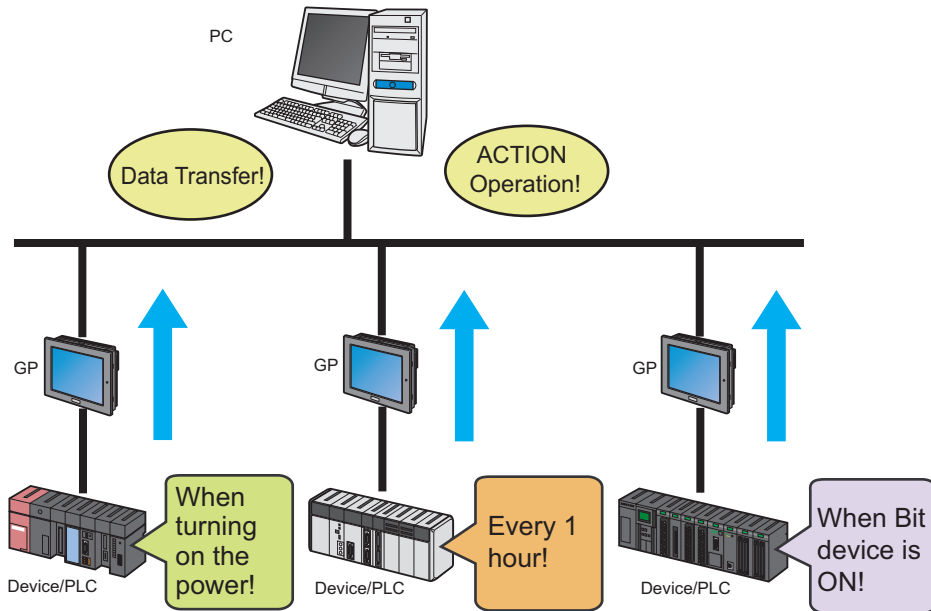 PC
Data Transfer!
ACTION
Operation!
GP
GP
GP
When
turning
on the
power!
Every 1
hour!
When Bit
device is
ON!
Device/PLC
Device/PLC
Device/PLC